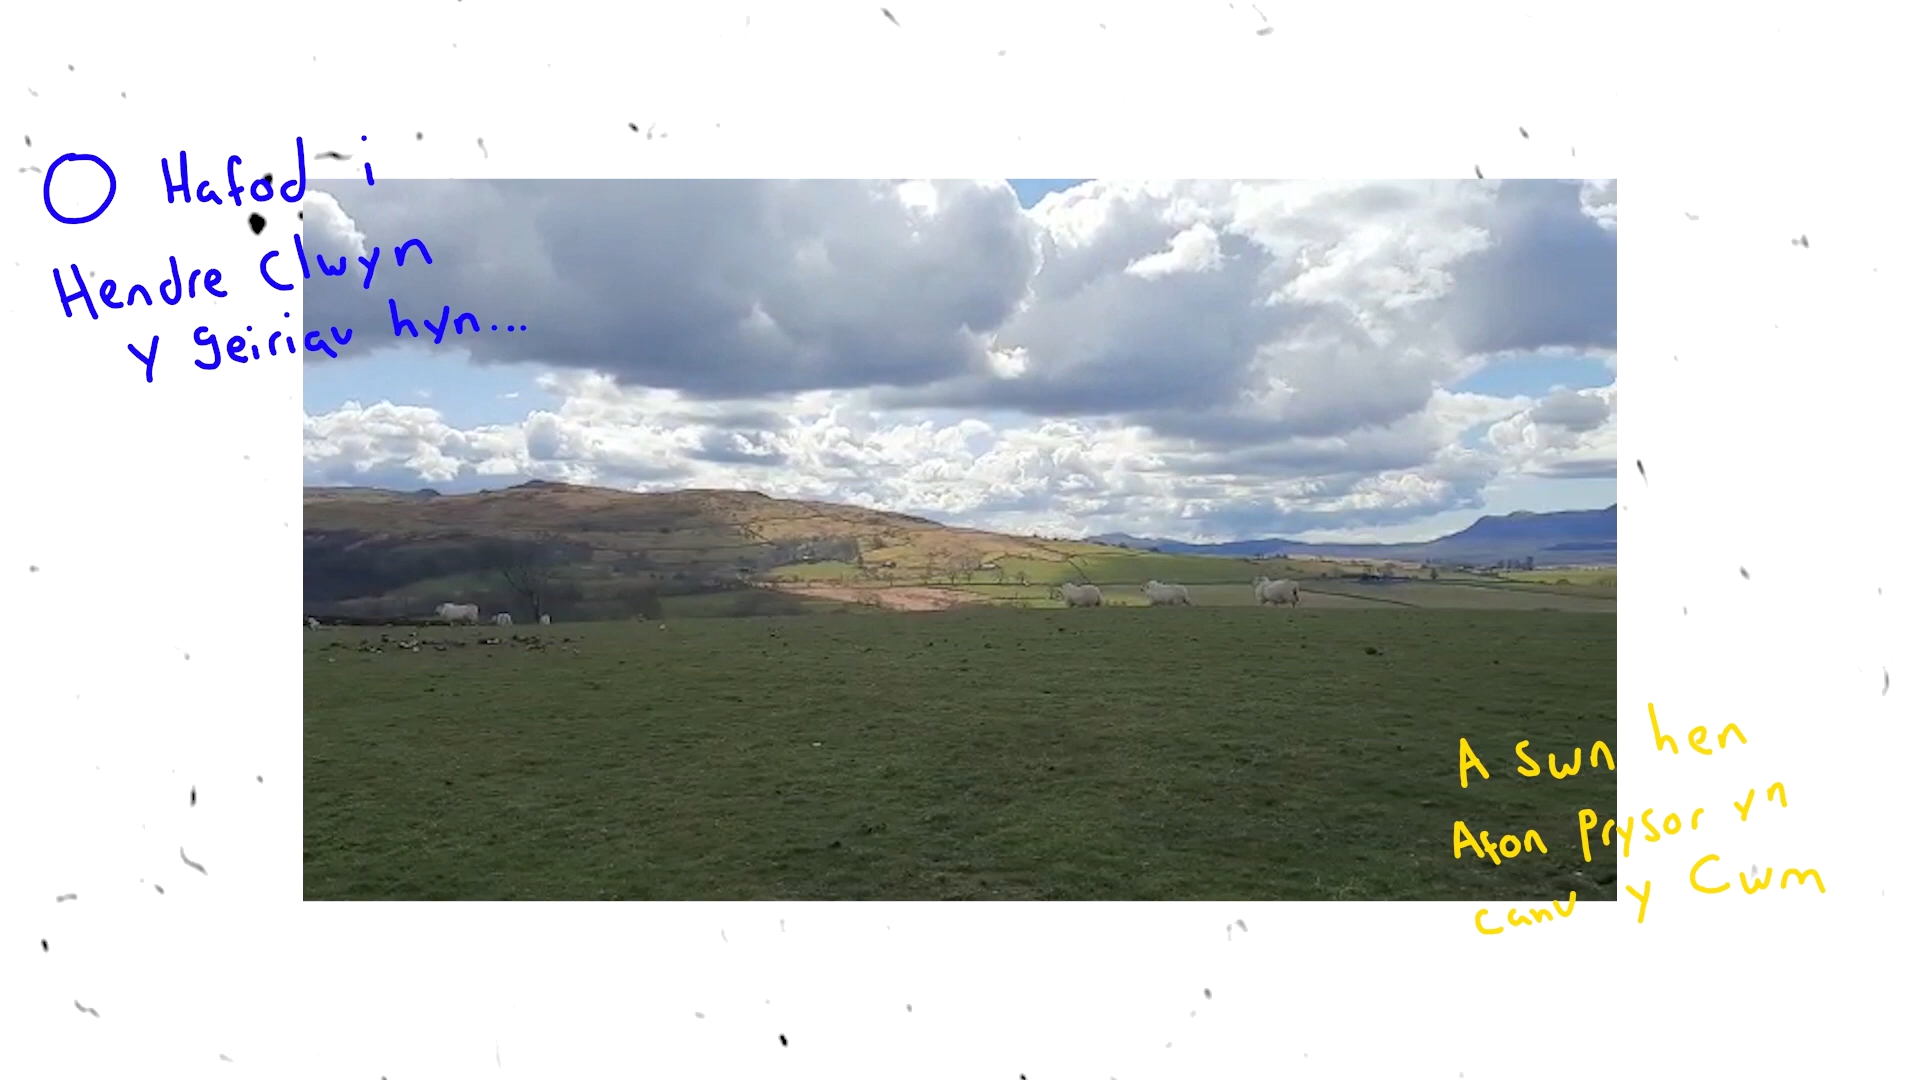 O Hafod i
Hendre Clwyn
y geiriau hyn...
A swn hen
Afon Prysor yn
canu y Cwm